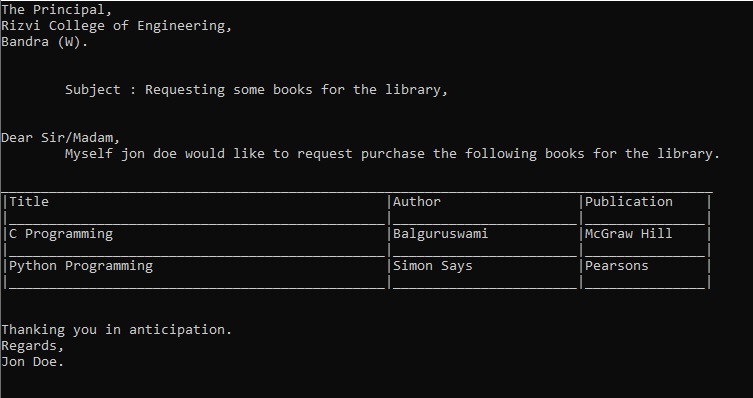 The Principal,
Rizvi College of Engineering,
Bandra (W).
Subject : Requesting some books for the library,
Dear Sir/Madam,
Myself jon doe would like to request purchase the following books for the library.
|Title |Author |Publication |
|C Programming |Balguruswami |McGraw Hill |
|Python Programming |Simon Says |Pearsons |
Thanking you in anticipation.
Regards,
Jon Doe.